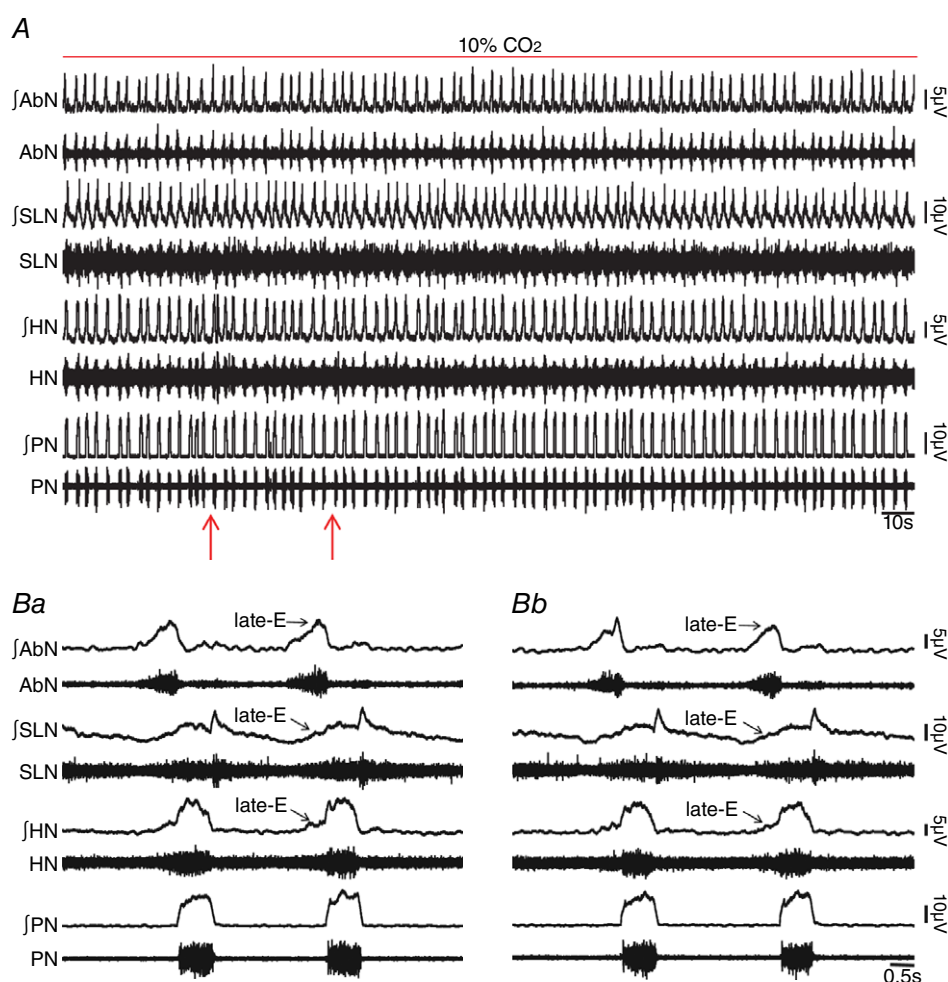 A
10% CO2
∫AbN
5μV
AbN
∫SLN
10μV
SLN
∫HN
5μV
HN
∫PN
10μV
PN
10s
Ba
late-E
∫AbN
AbN
late-E
∫SLN
SLN
late-E
∫HN
HN
∫PN
PN
Bb
late-E
5μV
late-E
10μV
late-E
5μV
10μV
0.5s